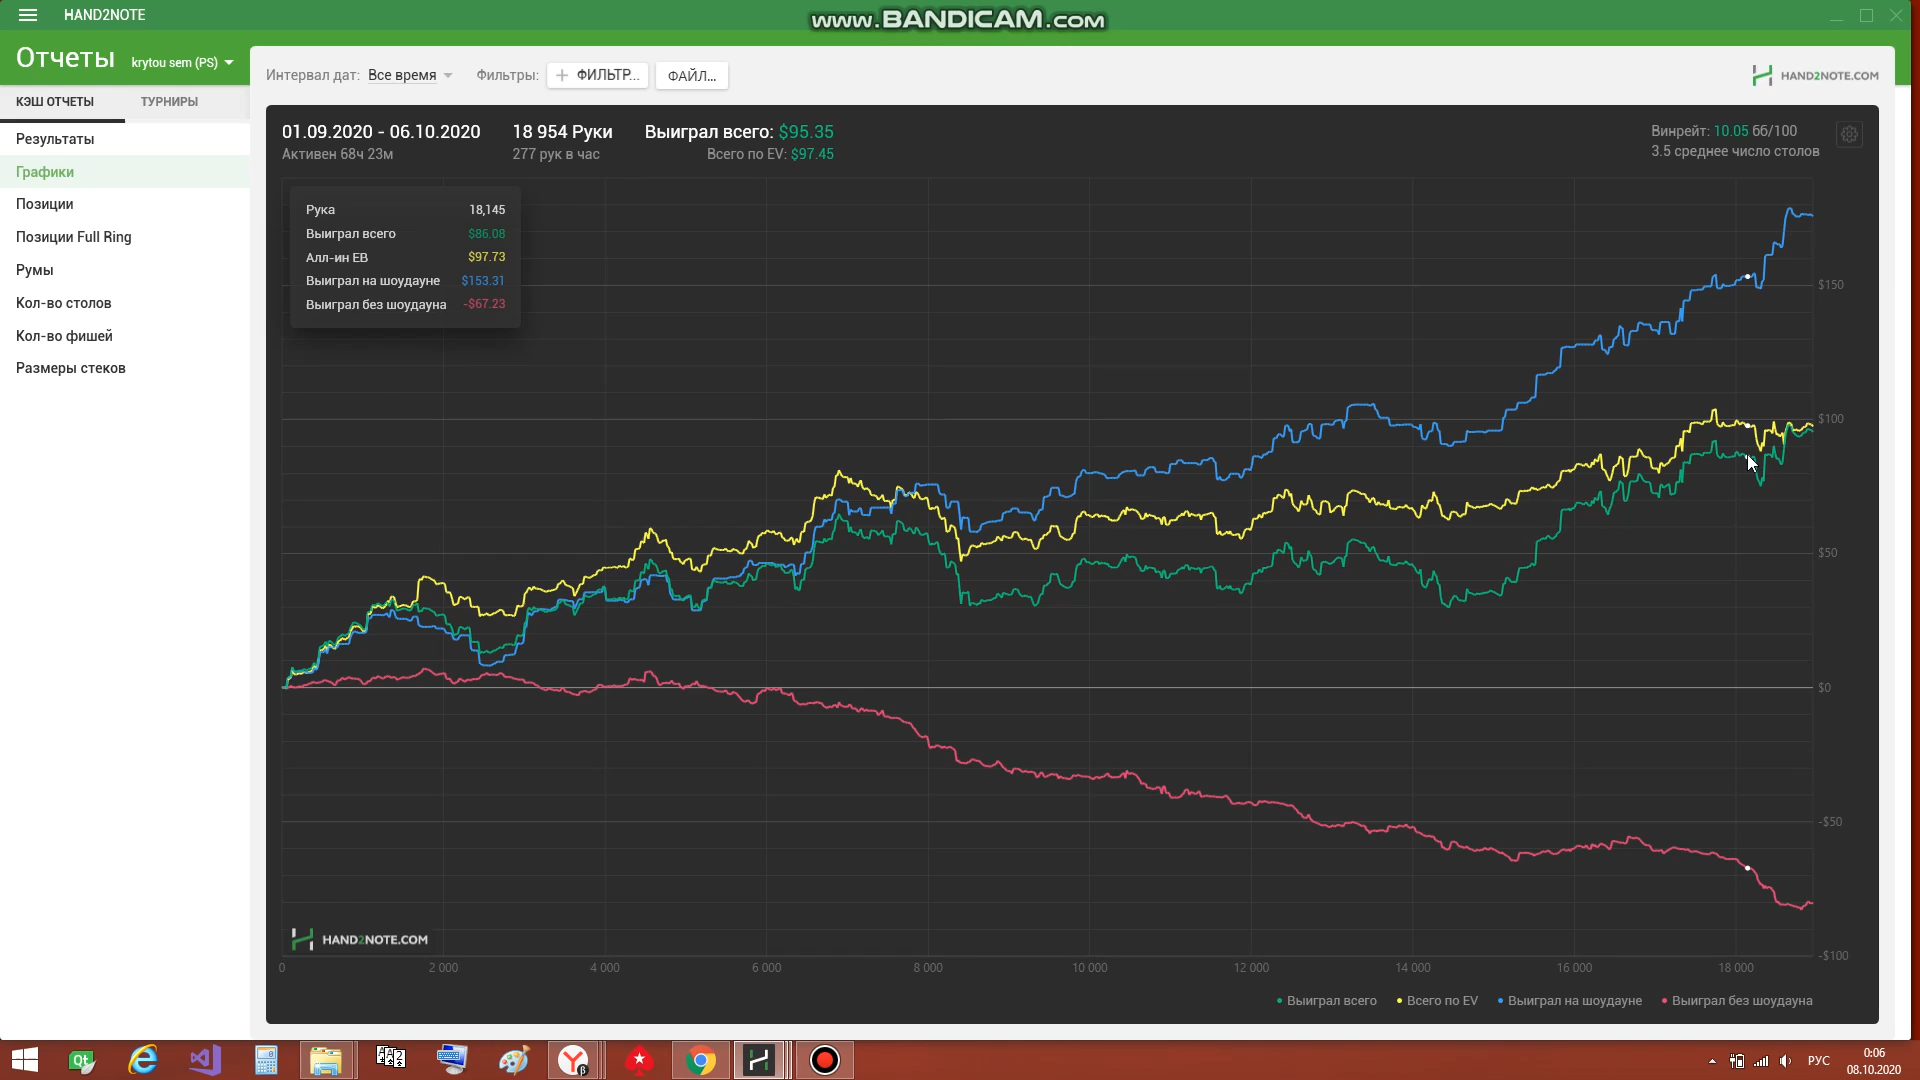 HAND2NOTE
www.BANDICAM.com
Отчеты krytou sem (PS)
Интервал дат: Все время Фильтры: + ФИЛЬТР... ФАЙЛ...
HAND2NOTE.COM
КЭШ ОТЧЕТЫ ТУРНИРЫ
Результаты
Графики
Позиции
Позиции Full Ring
Румы
Кол-во столов
Кол-во фишей
Размеры стеков
01.09.2020 - 06.10.2020 18 954 Руки Выиграл всего: $95.35
Активен 68ч 23м 277 рук в час Всего по EV: $97.45
Винрейт: 10.05 бб/100
3.5 среднее число столов
Рука 18,145
Выиграл всего $86.08
Алл-ин ЕВ $97.73
Выиграл на шоудауне $153.31
Выиграл без шоудауна -$67.23
$150
$100
$50
$0
-$50
-$100
HAND2NOTE.COM
0 2 000 4 000 6 000 8 000 10 000 12 000 14 000 16 000 18 000
Выиграл всего Всего по EV Выиграл на шоудауне Выиграл без шоудауна
Qt
A A 2
β
РУС
0:06
08.10.2020